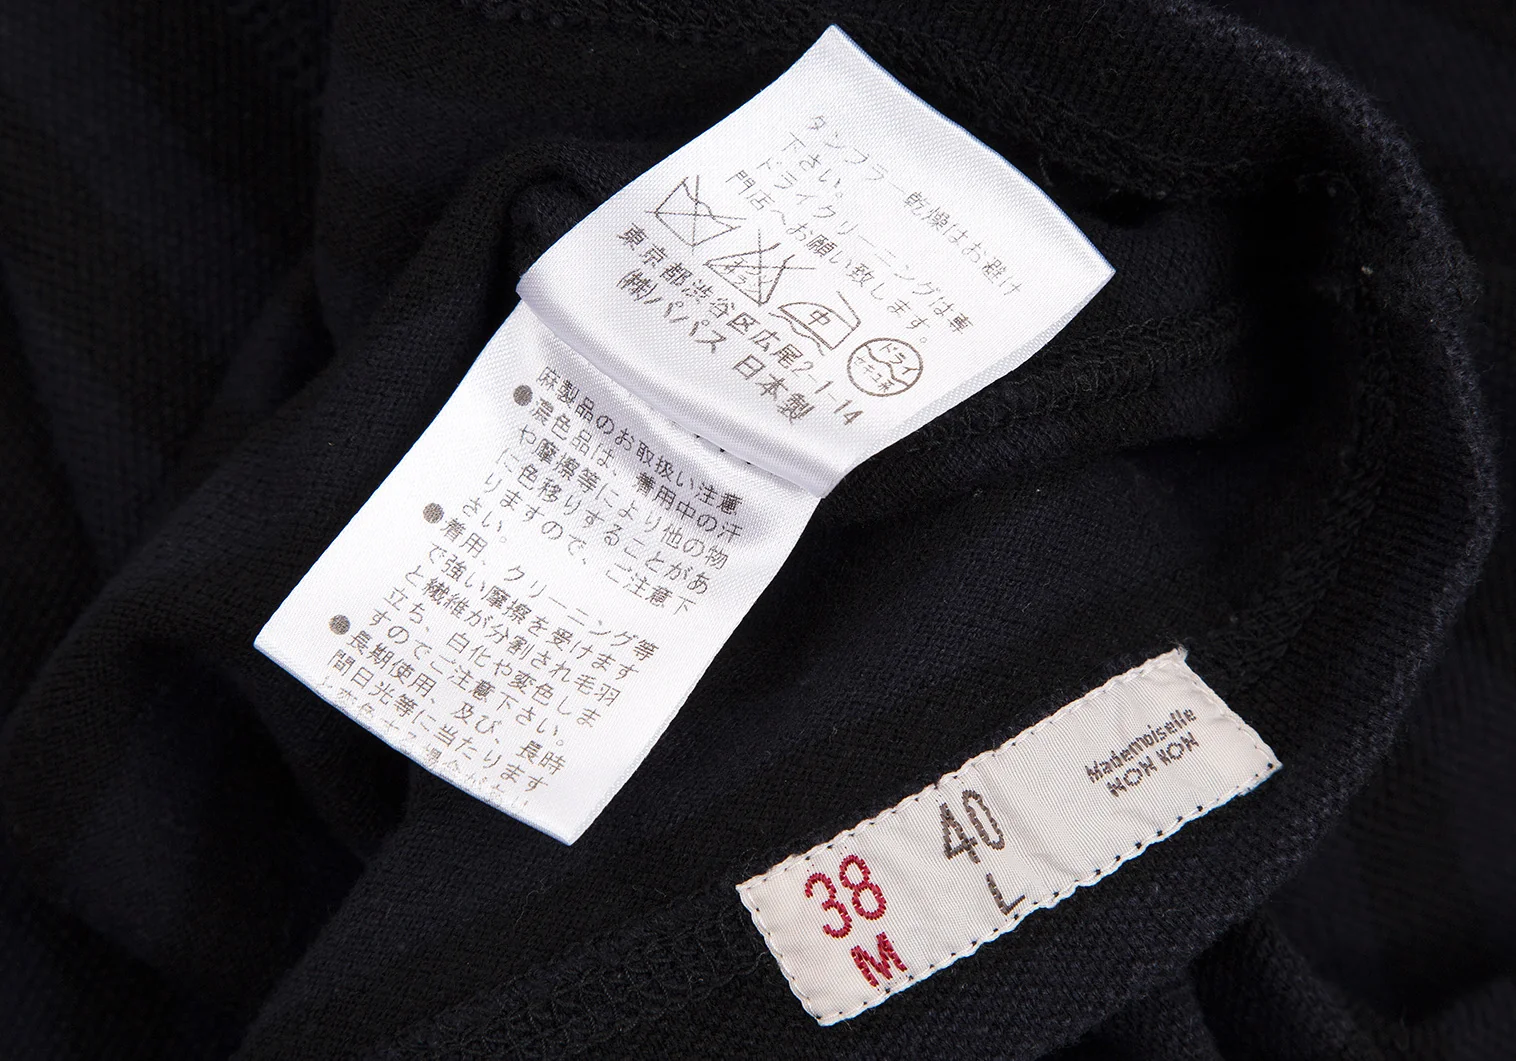 タンブラー乾燥はお避け
下さい。
ドライクリーニングは専
門店へお願い致します。
中
ドライ
セキユ系
東京都渋谷区広尾2-1-14
㈱パパス 日本製
麻製品のお取扱い注意
●濃色品は、着用中の汗
や摩擦等により他の物
に色移りすることがあ
りますので、ご注意下
さい。
●着用、クリーニング等
で強い摩擦を受けます
と繊維が分割され毛羽
立ち、白化や変色しま
すのでご注意下さい。
●長期使用、及び、長時
間日光等に当たります
38
M
40
L
Mademoiselle
NON NON